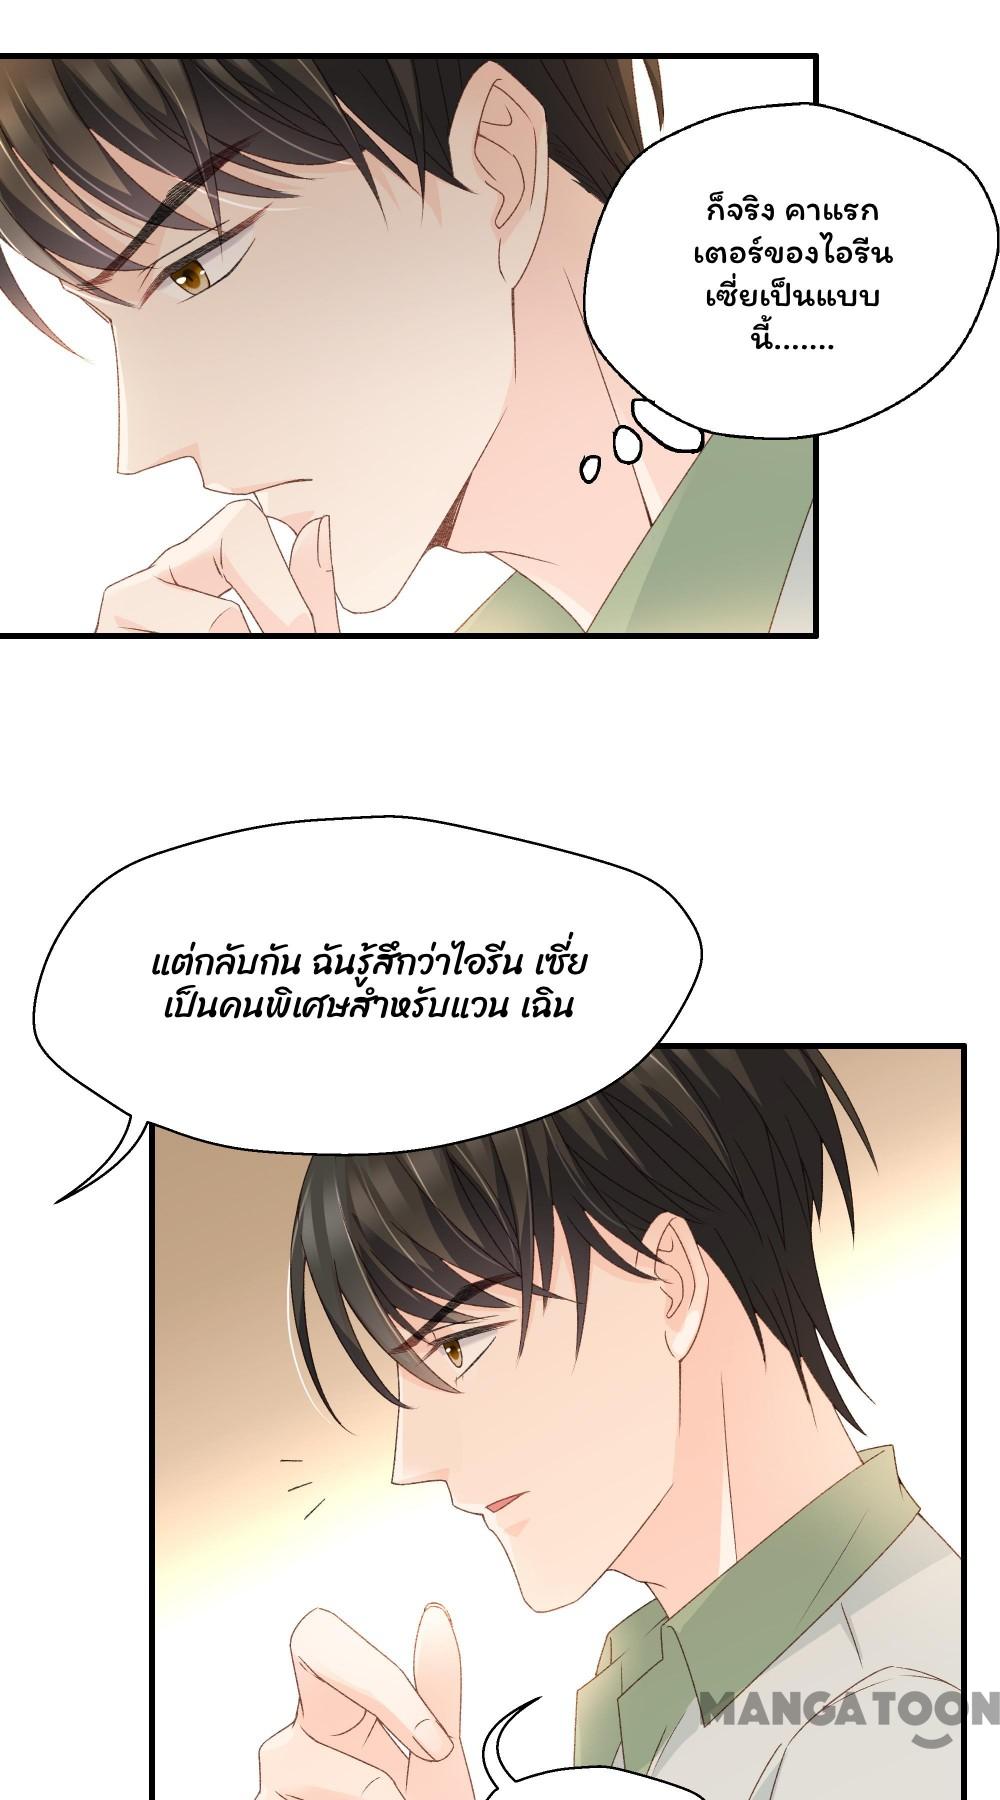 ก็จริง คาแรก
เตอร์ของไอรีน
เซี่ยเป็นแบบ
นี้.......
แต่กลับกัน ฉันรู้สึกว่าไอรีน เซี่ย
เป็นคนพิเศษสำหรับแวน เฉิน
MANGATOON